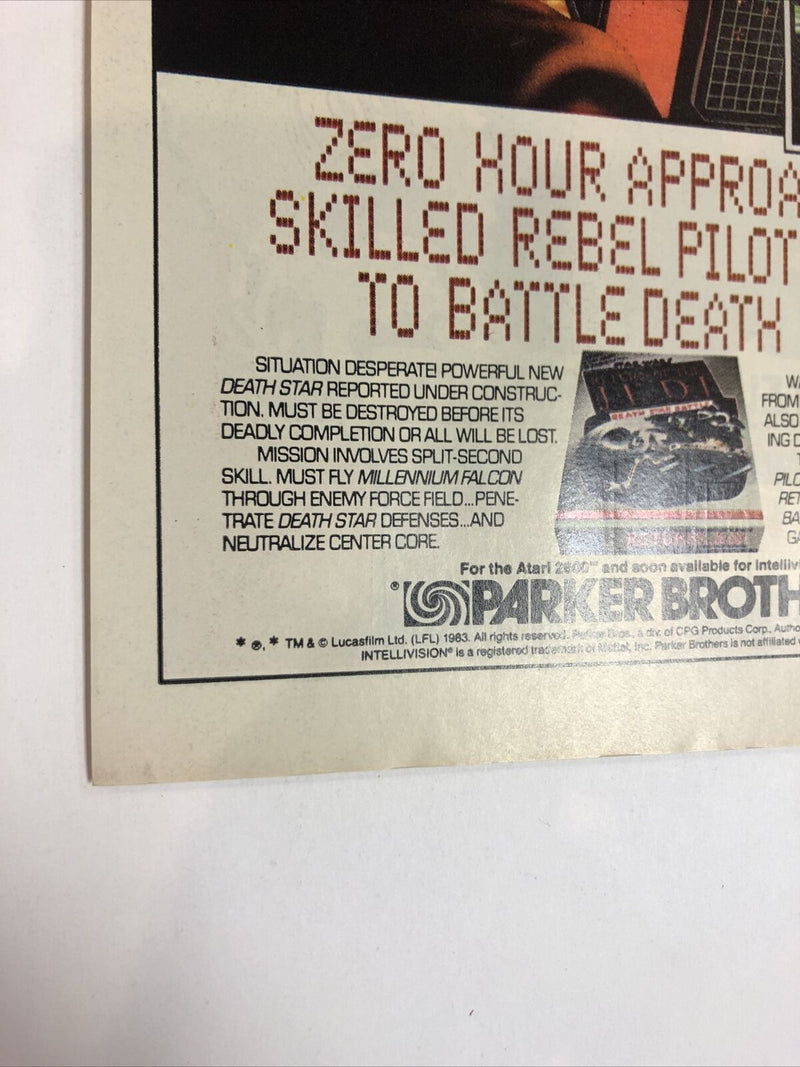 ZERO HOUR APPROA
SKILLED REBEL PILOT
TO BATTLE DEATH
SITUATION DESPERATE! POWERFUL NEW
DEATH STAR REPORTED UNDER CONSTRUC-
TION. MUST BE DESTROYED BEFORE ITS
DEADLY COMPLETION OR ALL WILL BE LOST.
MISSION INVOLVES SPLIT-SECOND
SKILL. MUST FLY MILLENNIUM FALCON
THROUGH ENEMY FORCE FIELD...PENE-
TRATE DEATH STAR DEFENSES...AND
NEUTRALIZE CENTER CORE.
STAR WARS
JEDI
DEATH STAR BATTLE
WA
FROM
ALSO
ING D
T
PILO
RET
BA
GA
For the Atari 2600™ and soon available for Intelliv
® PARKER BROTH
* ®, * TM & © Lucasfilm Ltd. (LFL) 1983. All rights reserved. Parker Bros., a div. of CPG Products Corp., Autho
INTELLIVISION® is a registered trademark of Mattel, Inc. Parker Brothers is not affiliated